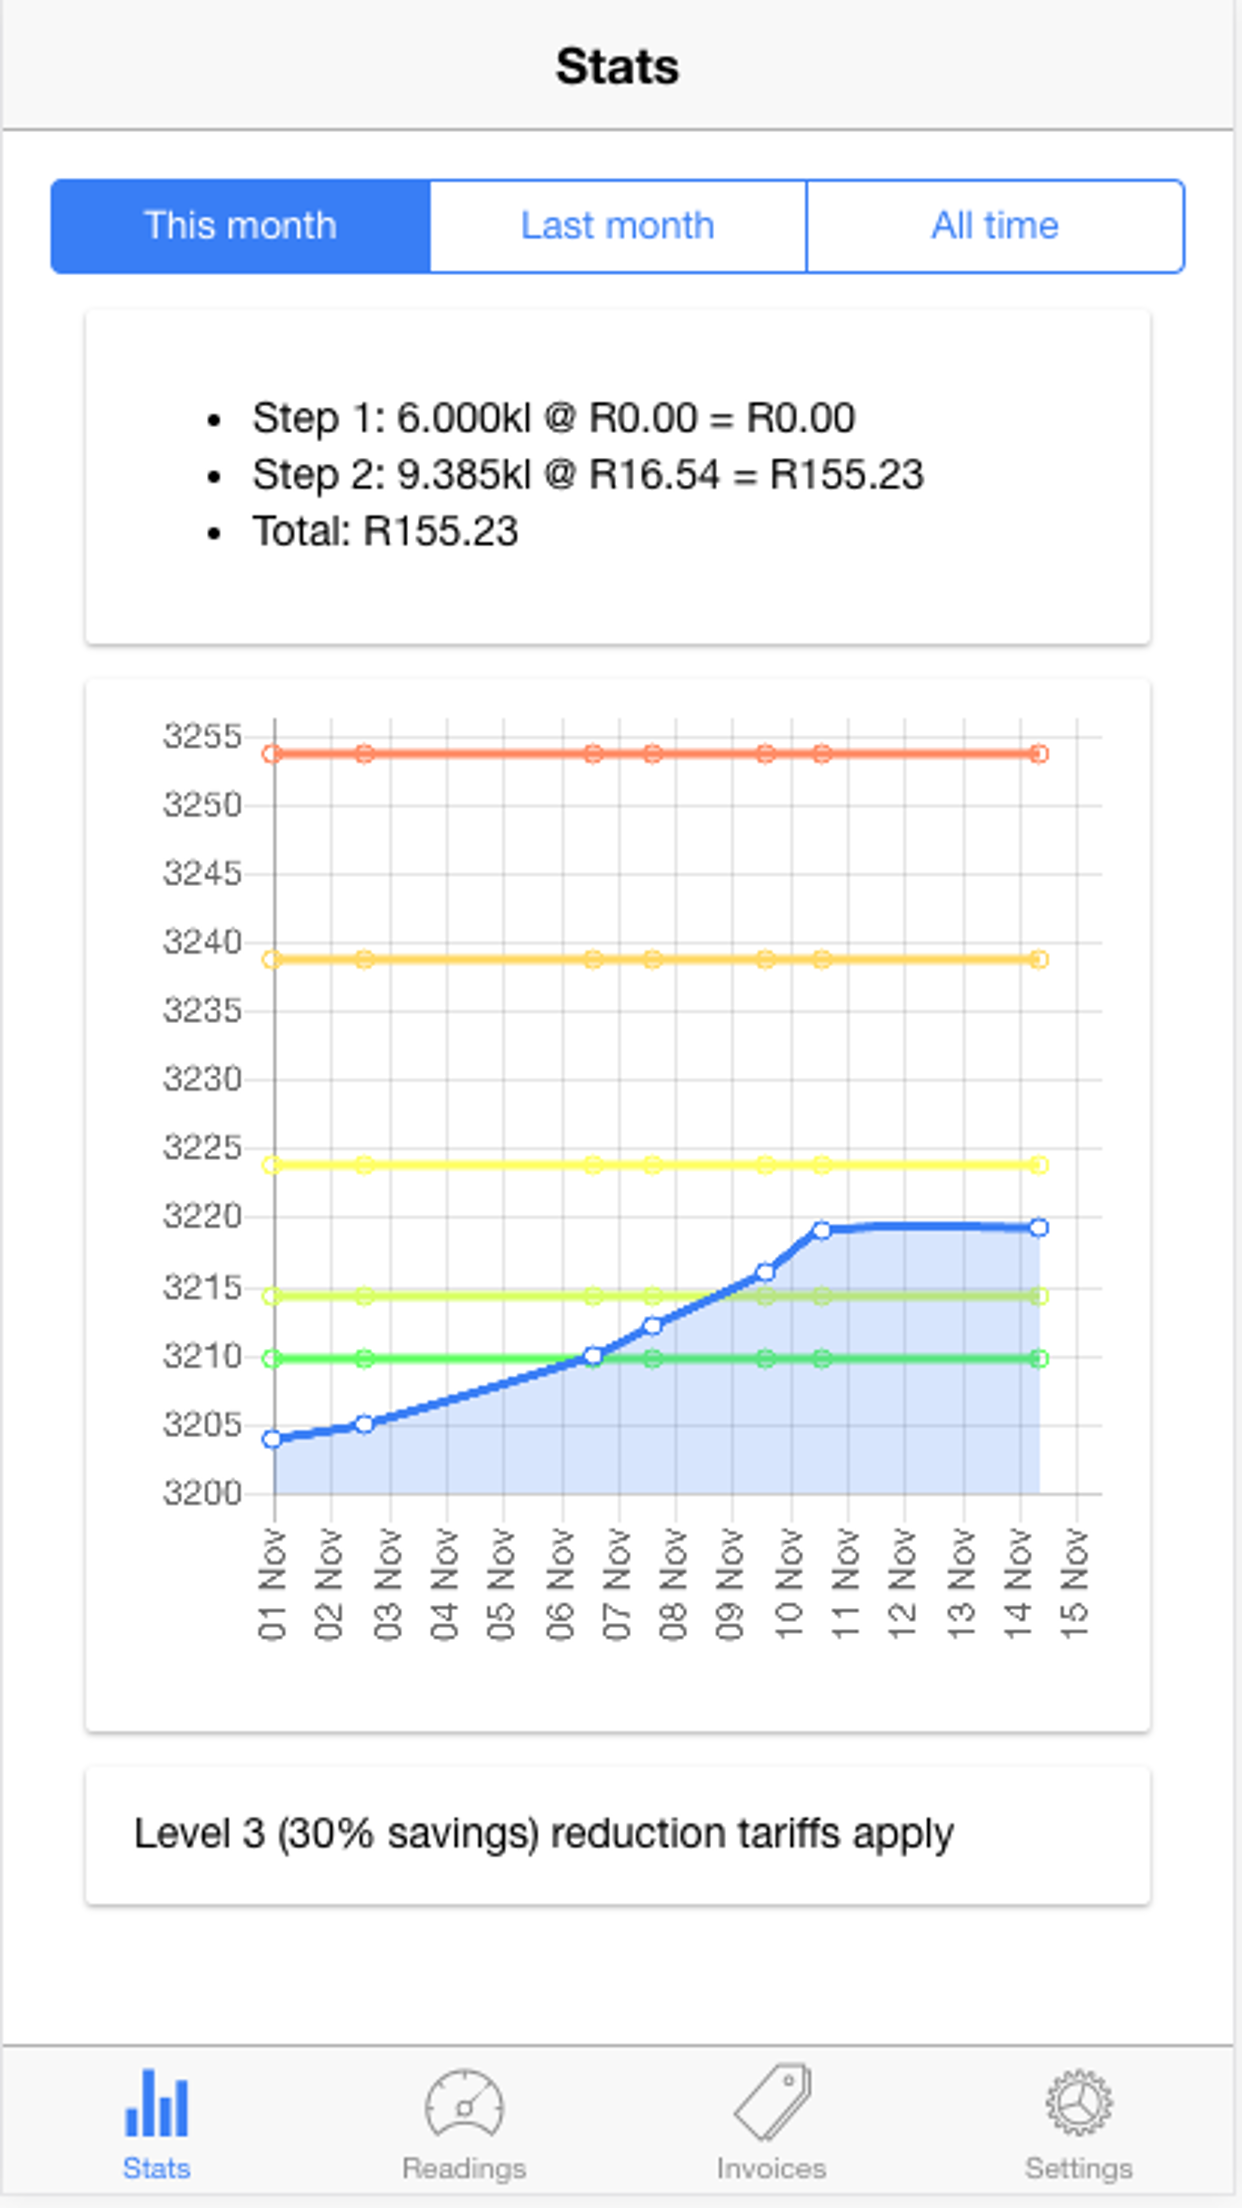 Stats
This month Last month All time
• Step 1: 6.000kl @ R0.00 = R0.00
• Step 2: 9.385kl @ R16.54 = R155.23
• Total: R155.23
3255
3250
3245
3240
3235
3230
3225
3220
3215
3210
3205
3200
01 Nov 02 Nov 03 Nov 04 Nov 05 Nov 06 Nov 07 Nov 08 Nov 09 Nov 10 Nov 11 Nov 12 Nov 13 Nov 14 Nov 15 Nov
Level 3 (30% savings) reduction tariffs apply
Stats Readings Invoices Settings